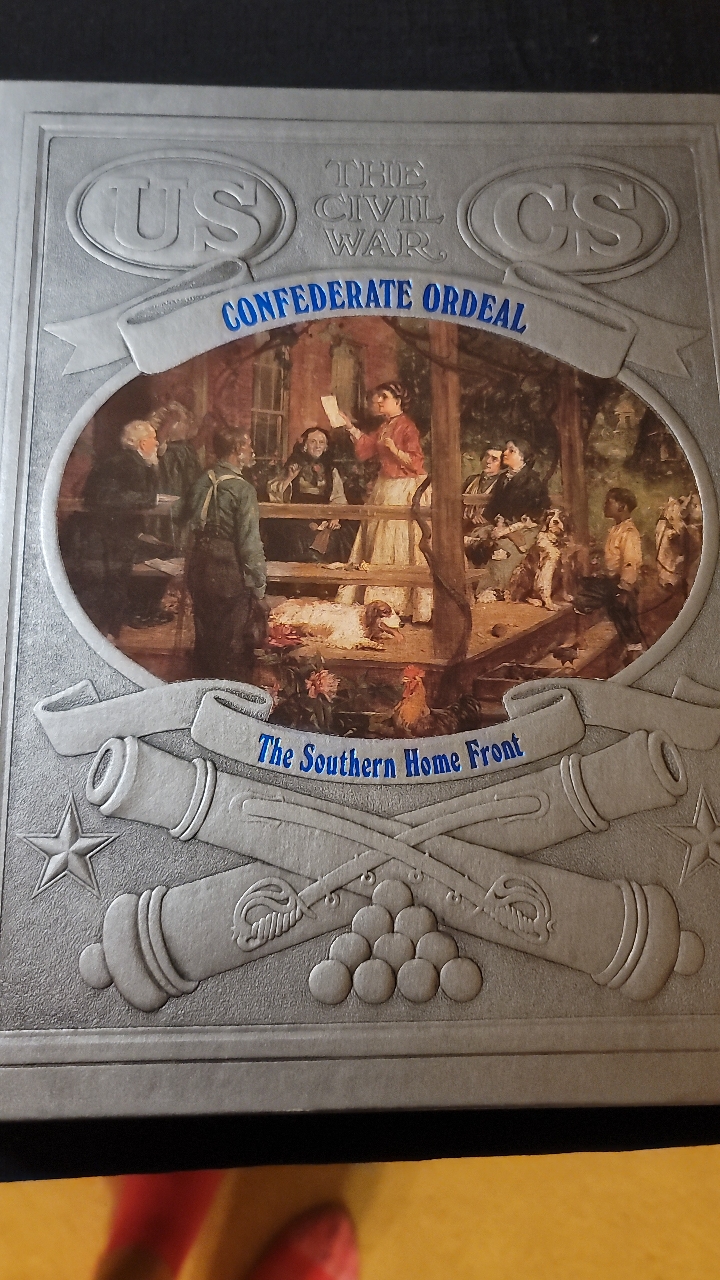 US
THE
CIVIL
WAR
CS
CONFEDERATE ORDEAL
The Southern Home Front